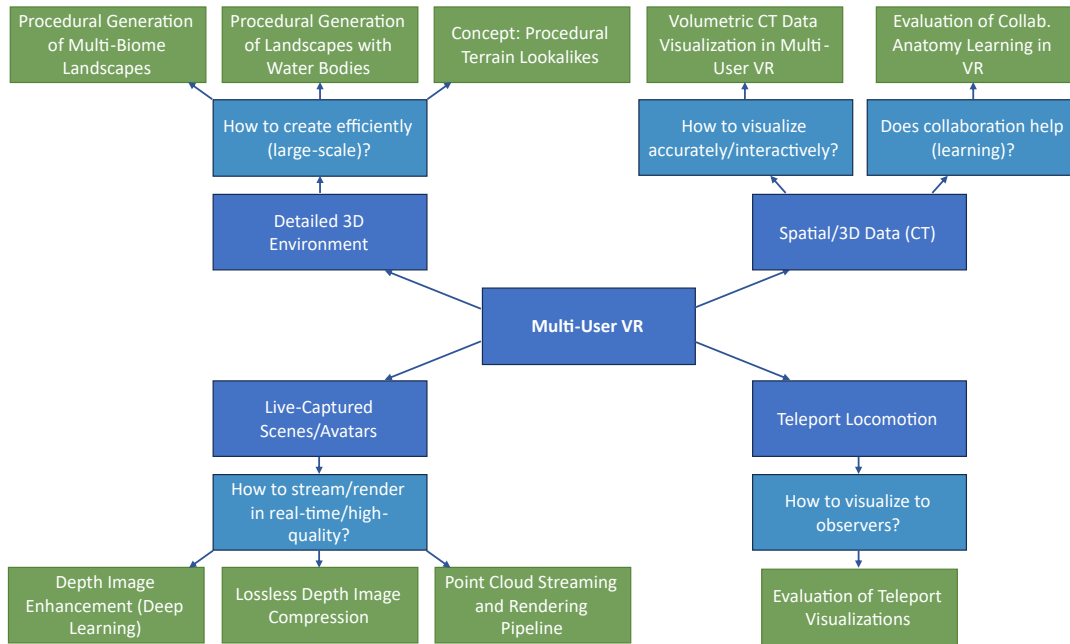 Procedural Generation
of Multi-Biome
Landscapes
Procedural Generation
of Landscapes with
Water Bodies
Concept: Procedural
Terrain Lookalikes
Volumetric CT Data
Visualization in Multi-
User VR
Evaluation of Collab.
Anatomy Learning in
VR
How to create efficiently
(large-scale)?
How to visualize
accurately/interactively?
Does collaboration help
(learning)?
Detailed 3D
Environment
Spatial/3D Data (CT)
Multi-User VR
Live-Captured
Scenes/Avatars
Teleport Locomotion
How to stream/render
in real-time/high-
quality?
How to visualize to
observers?
Depth Image
Enhancement (Deep
Learning)
Lossless Depth Image
Compression
Point Cloud Streaming
and Rendering
Pipeline
Evaluation of Teleport
Visualizations